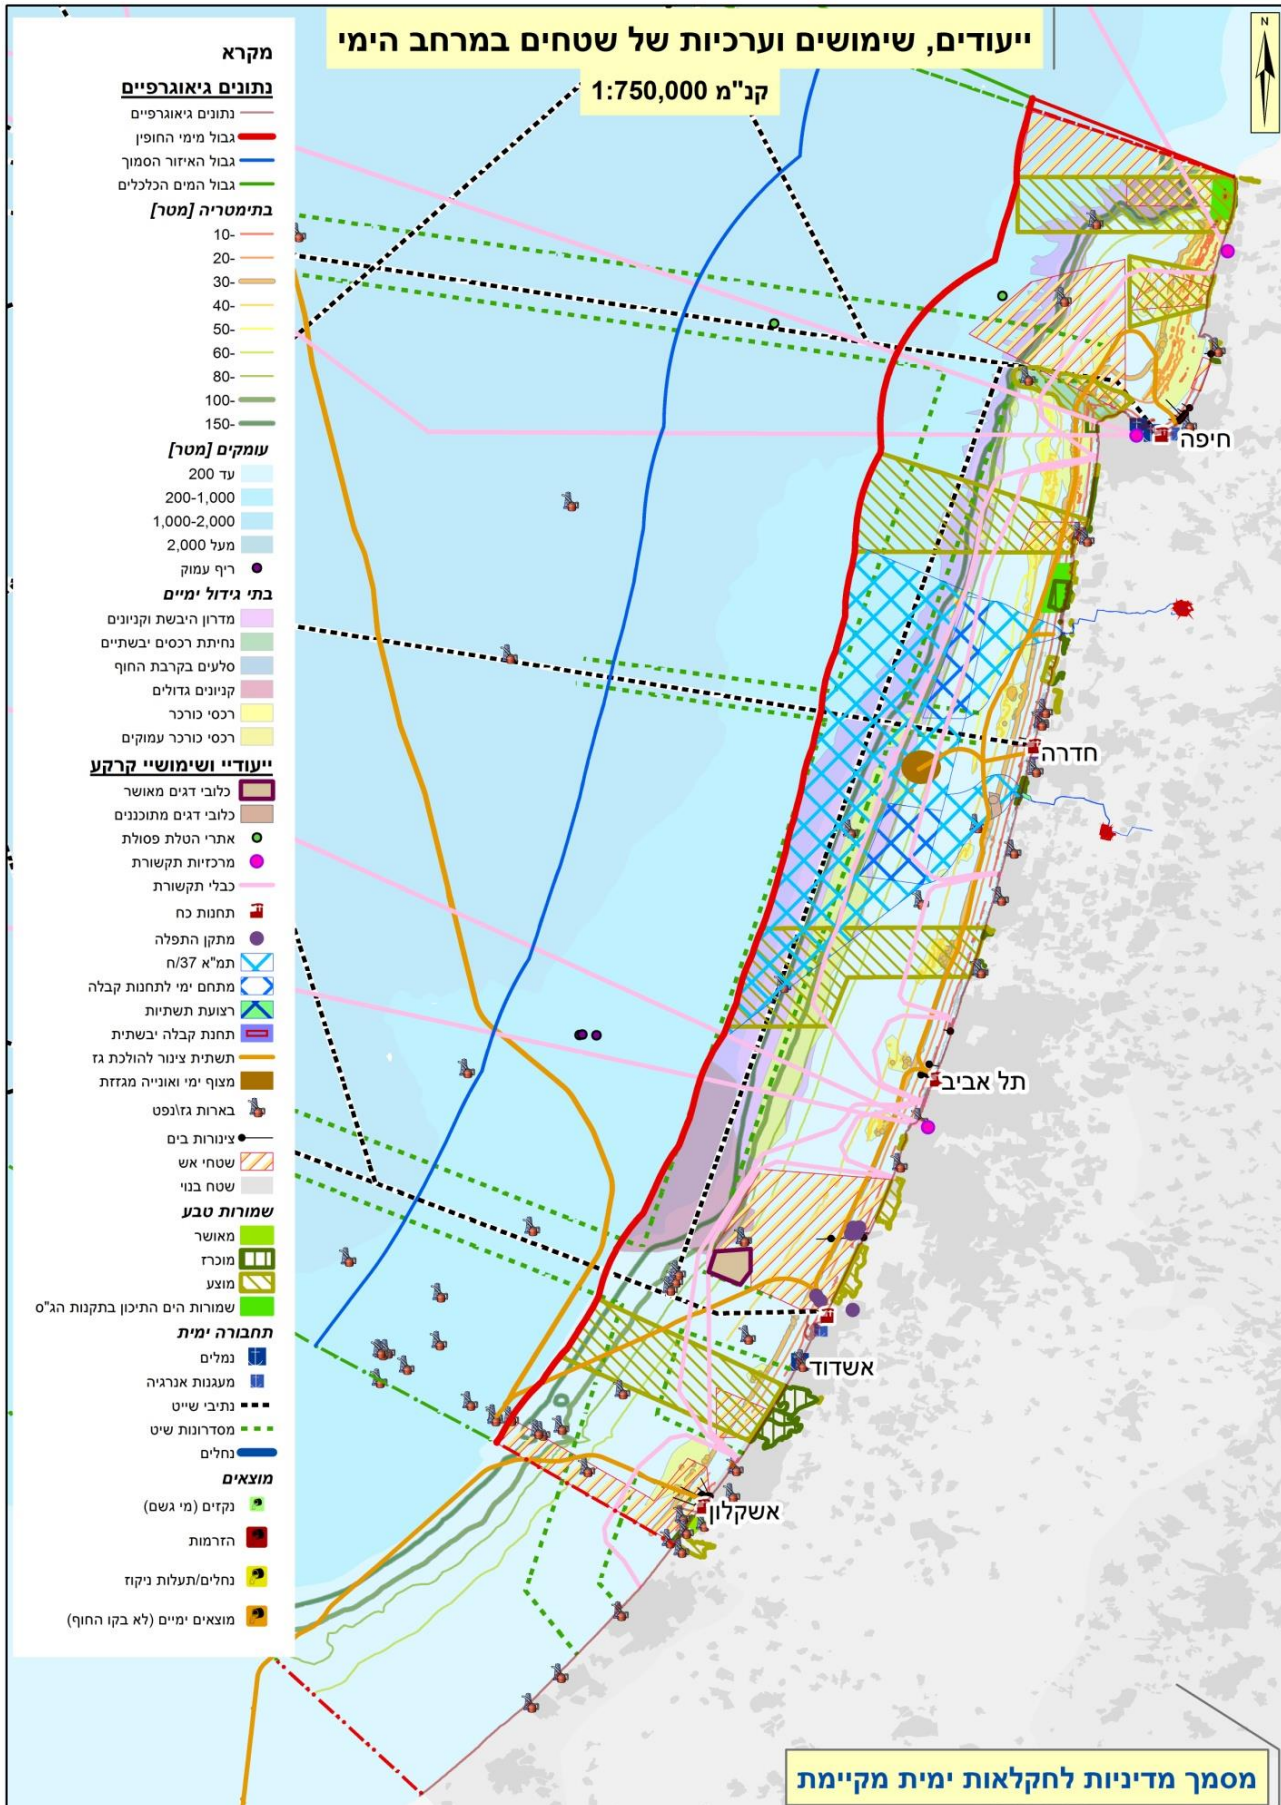 ייעודים, שימושים וערכיות של שטחים במרחב הימי
קנ"מ 1:750,000
N
מקרא
נתונים גיאוגרפיים
נתונים גיאוגרפיים
גבול מימי החופין
גבול האיזור הסמוך
גבול המים הכלכלים
בתימטריה [מטר]
10-
20-
30-
40-
50-
60-
80-
100-
150-
עומקים [מטר]
עד 200
200-1,000
1,000-2,000
מעל 2,000
ריף עמוק
בתי גידול ימיים
מדרון היבשת וקניונים
נחיתת רכסים יבשתיים
סלעים בקרבת החוף
קניונים גדולים
רכסי כורכר
רכסי כורכר עמוקים
ייעודיי ושימושיי קרקע
כלובי דגים מאושר
כלובי דגים מתוכננים
אתרי הטלת פסולת
מרכזיות תקשורת
כבלי תקשורת
תחנות כח
מתקן התפלה
תמ"א 37/ח
מתחם ימי לתחנות קבלה
רצועת תשתיות
תחנת קבלה יבשתית
תשתית צינור להולכת גז
מצוף ימי ואונייה מגזזת
בארות גז\נפט
צינורות בים
שטחי אש
שטח בנוי
שמורות טבע
מאושר
מוכרז
מוצע
שמורות הים התיכון בתקנות הג"ס
תחבורה ימית
נמלים
מעגנות אנרגיה
נתיבי שייט
מסדרונות שיט
נחלים
מוצאים
נקזים (מי גשם)
הזרמות
נחלים/תעלות ניקוז
מוצאים ימיים (לא בקו החוף)
חיפה
חדרה
תל אביב
אשדוד
אשקלון
מסמך מדיניות לחקלאות ימית מקיימת